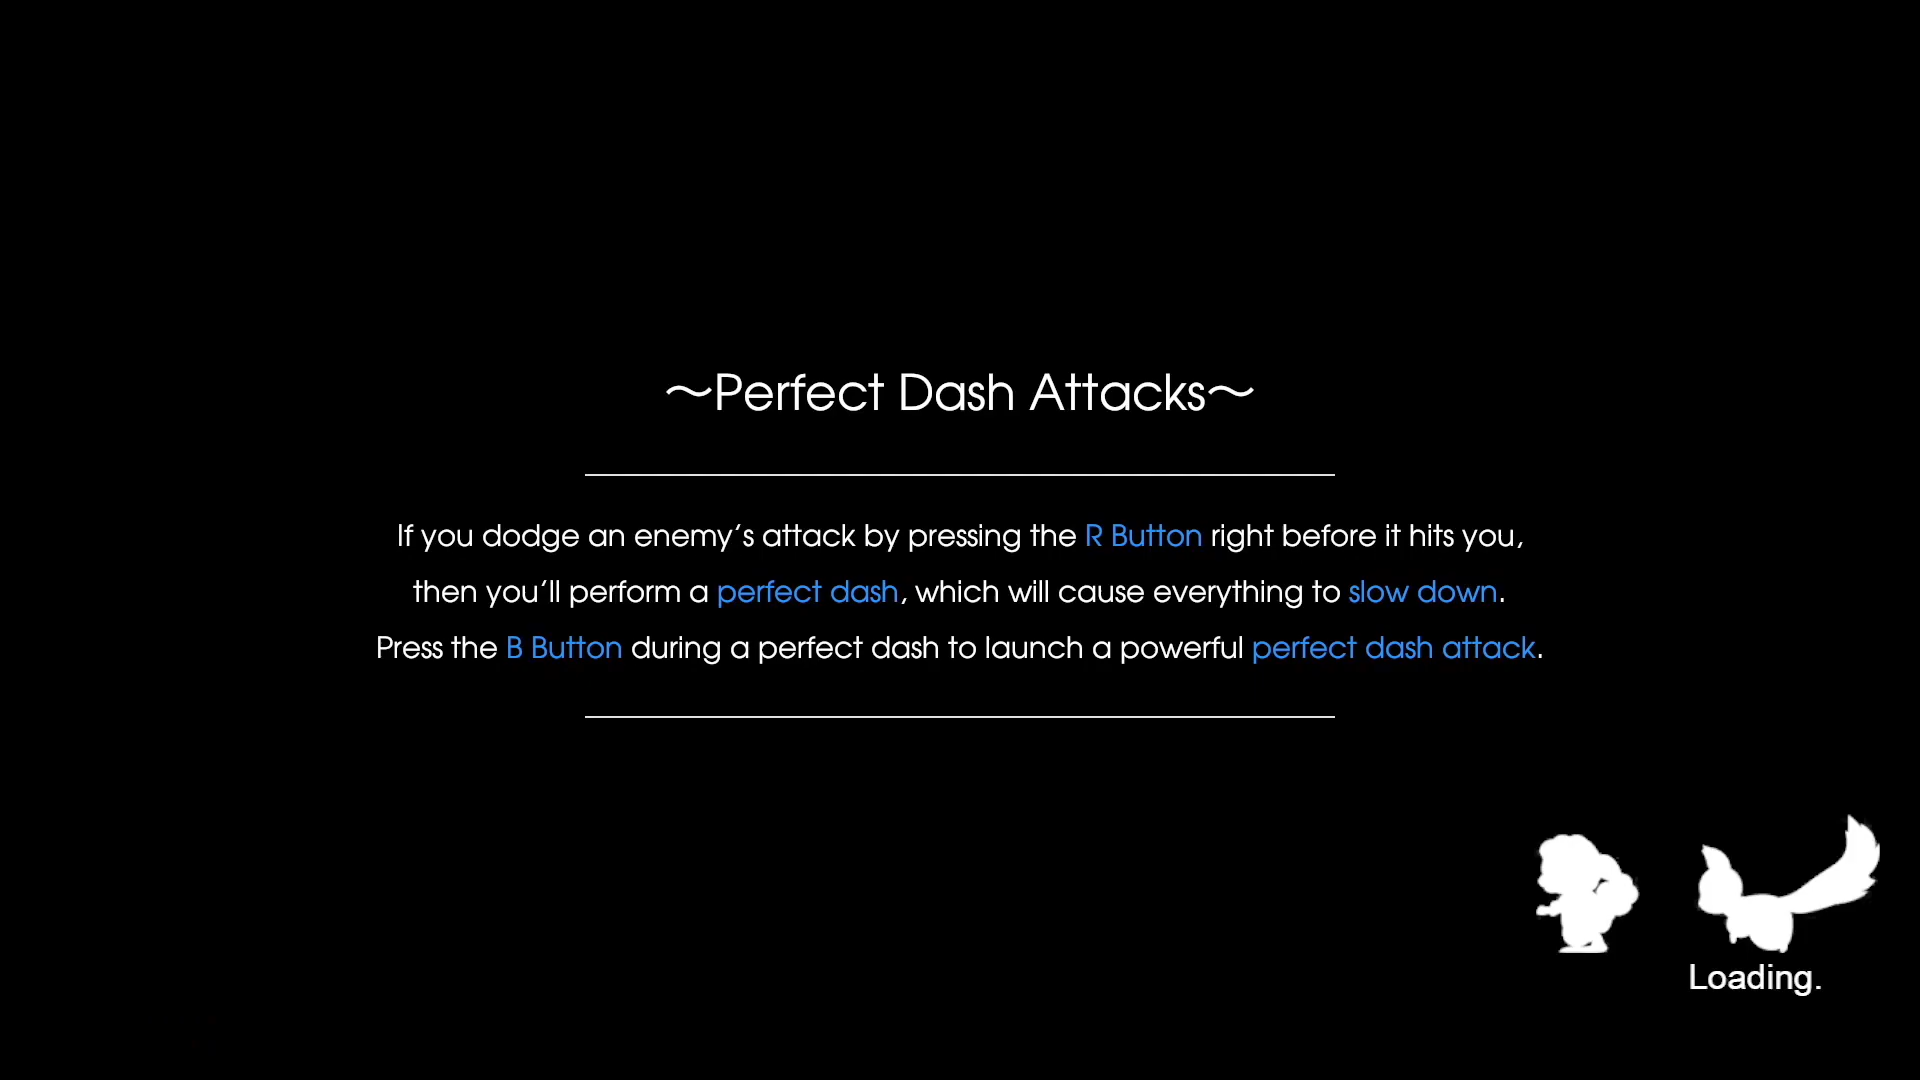 ～Perfect Dash Attacks～
If you dodge an enemy's attack by pressing the R Button right before it hits you,
then you'll perform a perfect dash, which will cause everything to slow down.
Press the B Button during a perfect dash to launch a powerful perfect dash attack.
Loading.